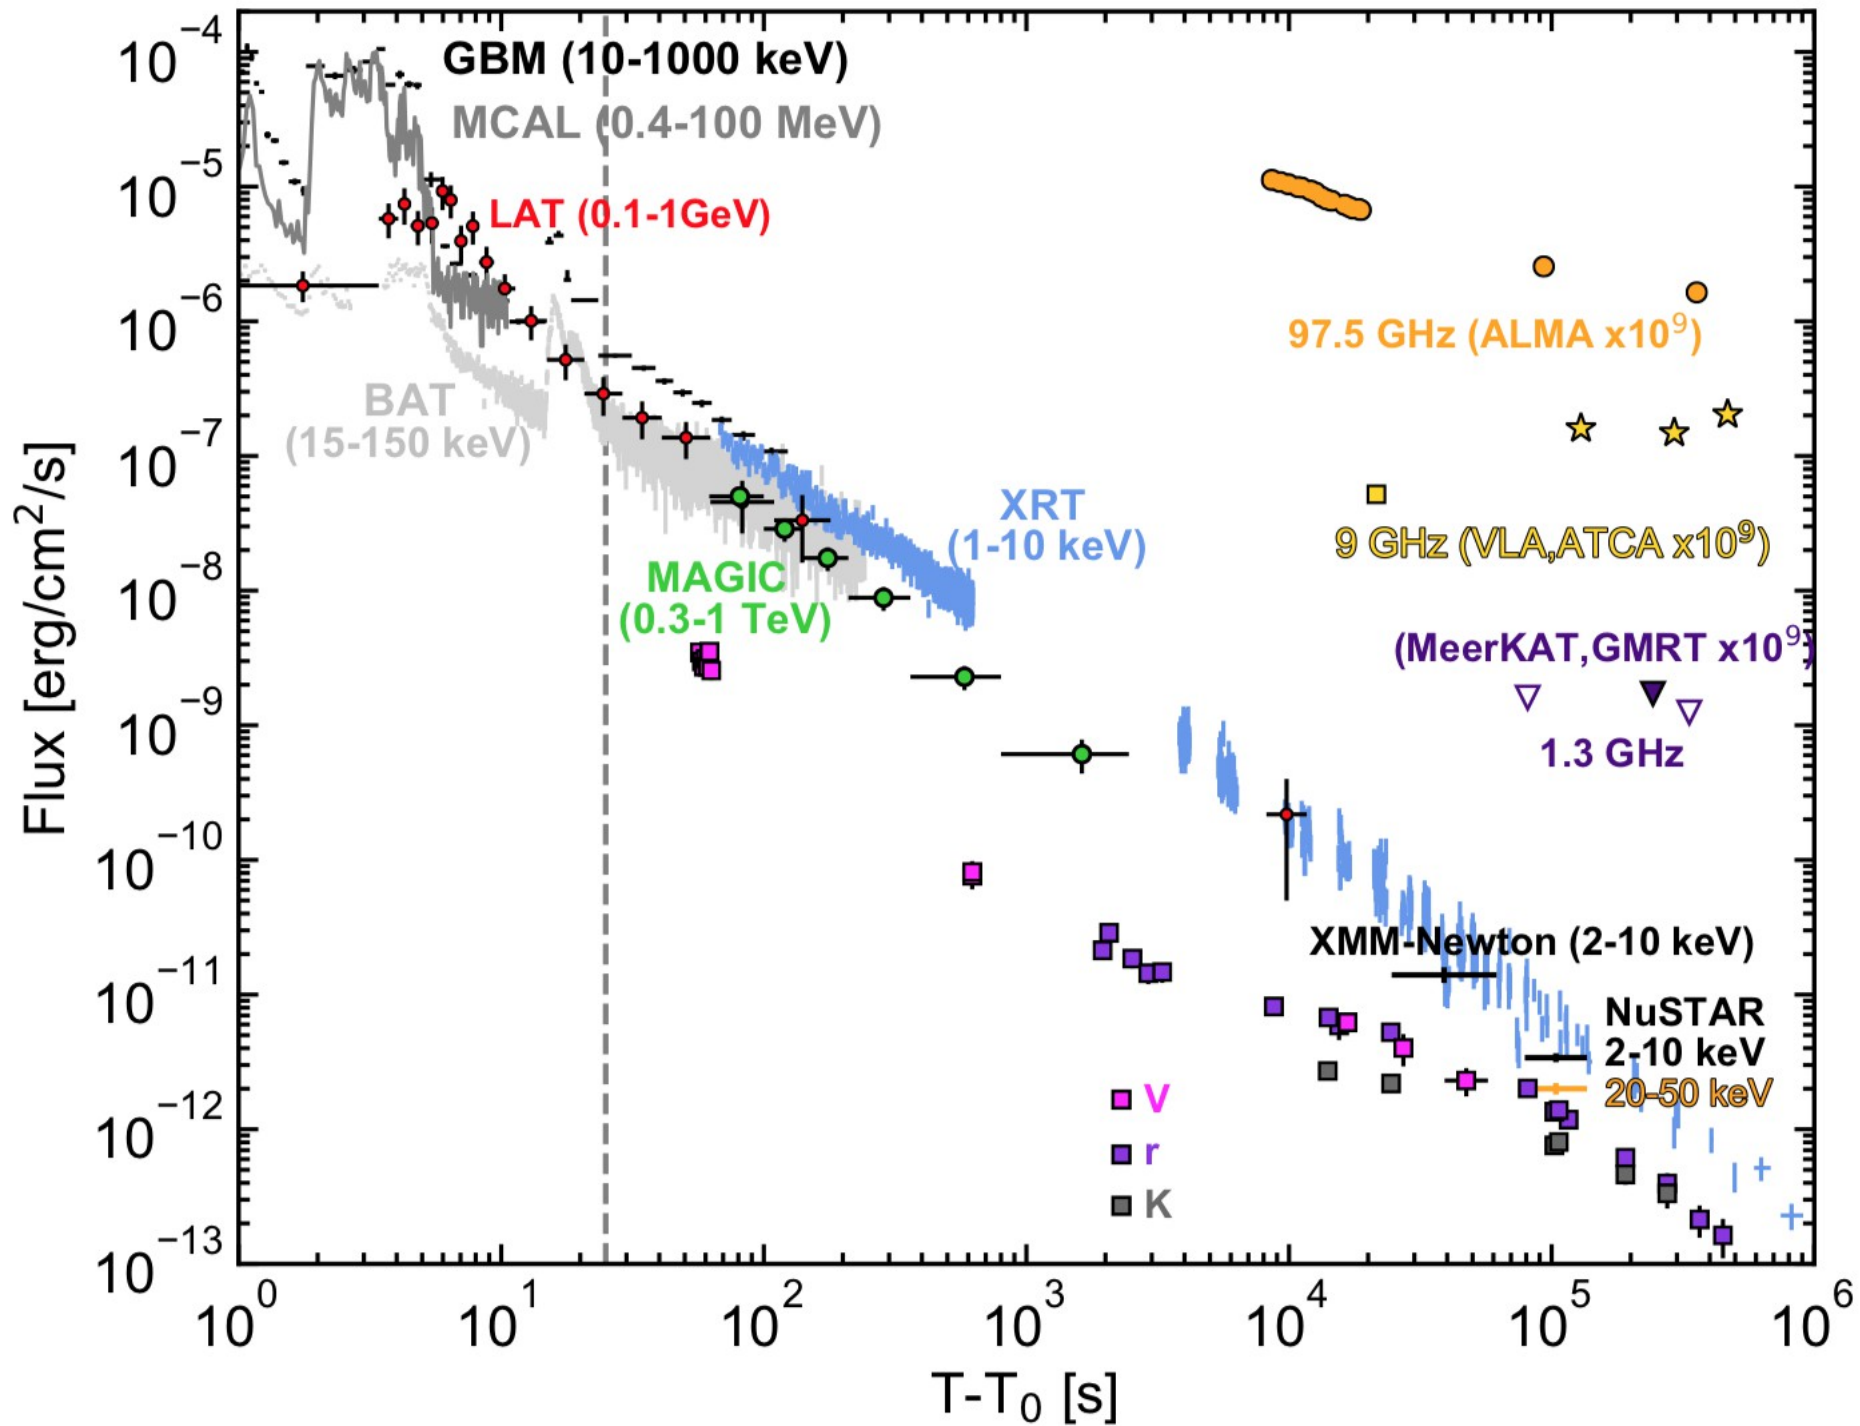 10⁻⁴
10⁻⁵
10⁻⁶
10⁻⁷
10⁻⁸
10⁻⁹
10⁻¹⁰
10⁻¹¹
10⁻¹²
10⁻¹³
Flux [erg/cm²/s]
GBM (10-1000 keV)
MCAL (0.4-100 MeV)
LAT (0.1-1GeV)
BAT
(15-150 keV)
97.5 GHz (ALMA x10⁹)
XRT
(1-10 keV)
9 GHz (VLA,ATCA x10⁹)
MAGIC
(0.3-1 TeV)
(MeerKAT,GMRT x10⁹)
1.3 GHz
XMM-Newton (2-10 keV)
NuSTAR
2-10 keV
20-50 keV
V
r
K
10⁰ 10¹ 10² 10³ 10⁴ 10⁵ 10⁶
T-T₀ [s]